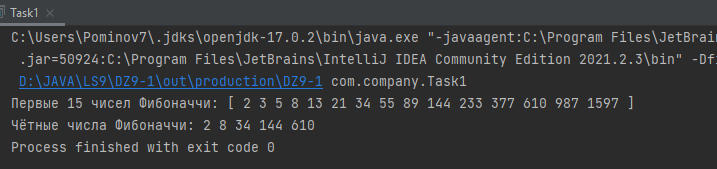 Task1
C:\Users\Pominov7\.jdks\openjdk-17.0.2\bin\java.exe "-javaagent:C:\Program Files\JetBrain
.jar=50924:C:\Program Files\JetBrains\IntelliJ IDEA Community Edition 2021.2.3\bin" -Dfi
D:\JAVA\LS9\DZ9-1\out\production\DZ9-1 com.company.Task1
Первые 15 чисел Фибоначчи: [ 2 3 5 8 13 21 34 55 89 144 233 377 610 987 1597 ]
Чётные числа Фибоначчи: 2 8 34 144 610
Process finished with exit code 0